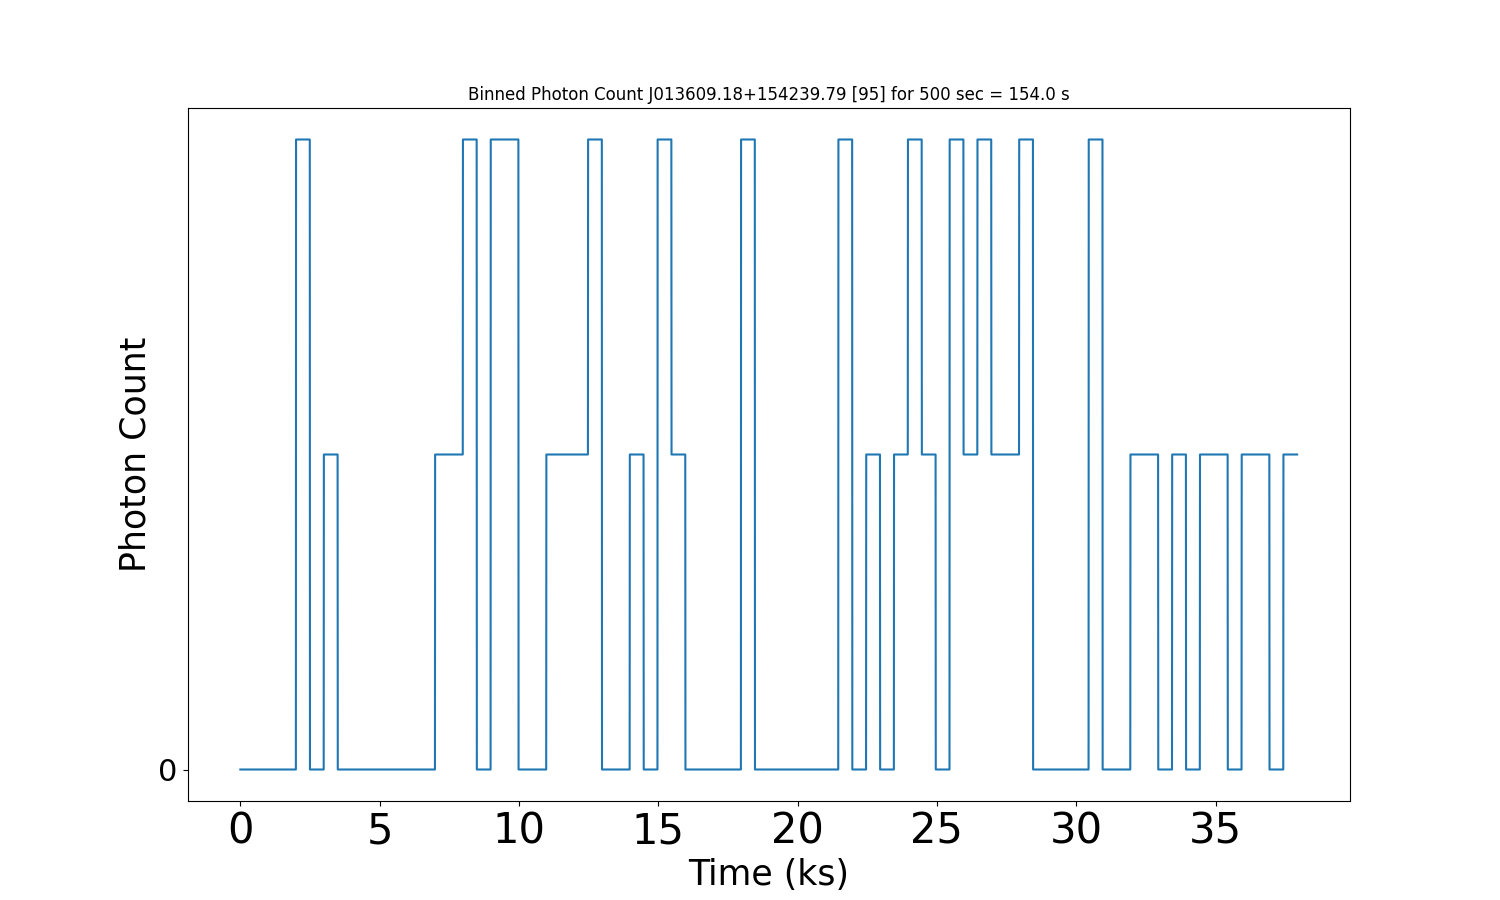 Binned Photon Count J013609.18+154239.79 [95] for 500 sec = 154.0 s
Photon Count
0
0 5 10 15 20 25 30 35
Time (ks)